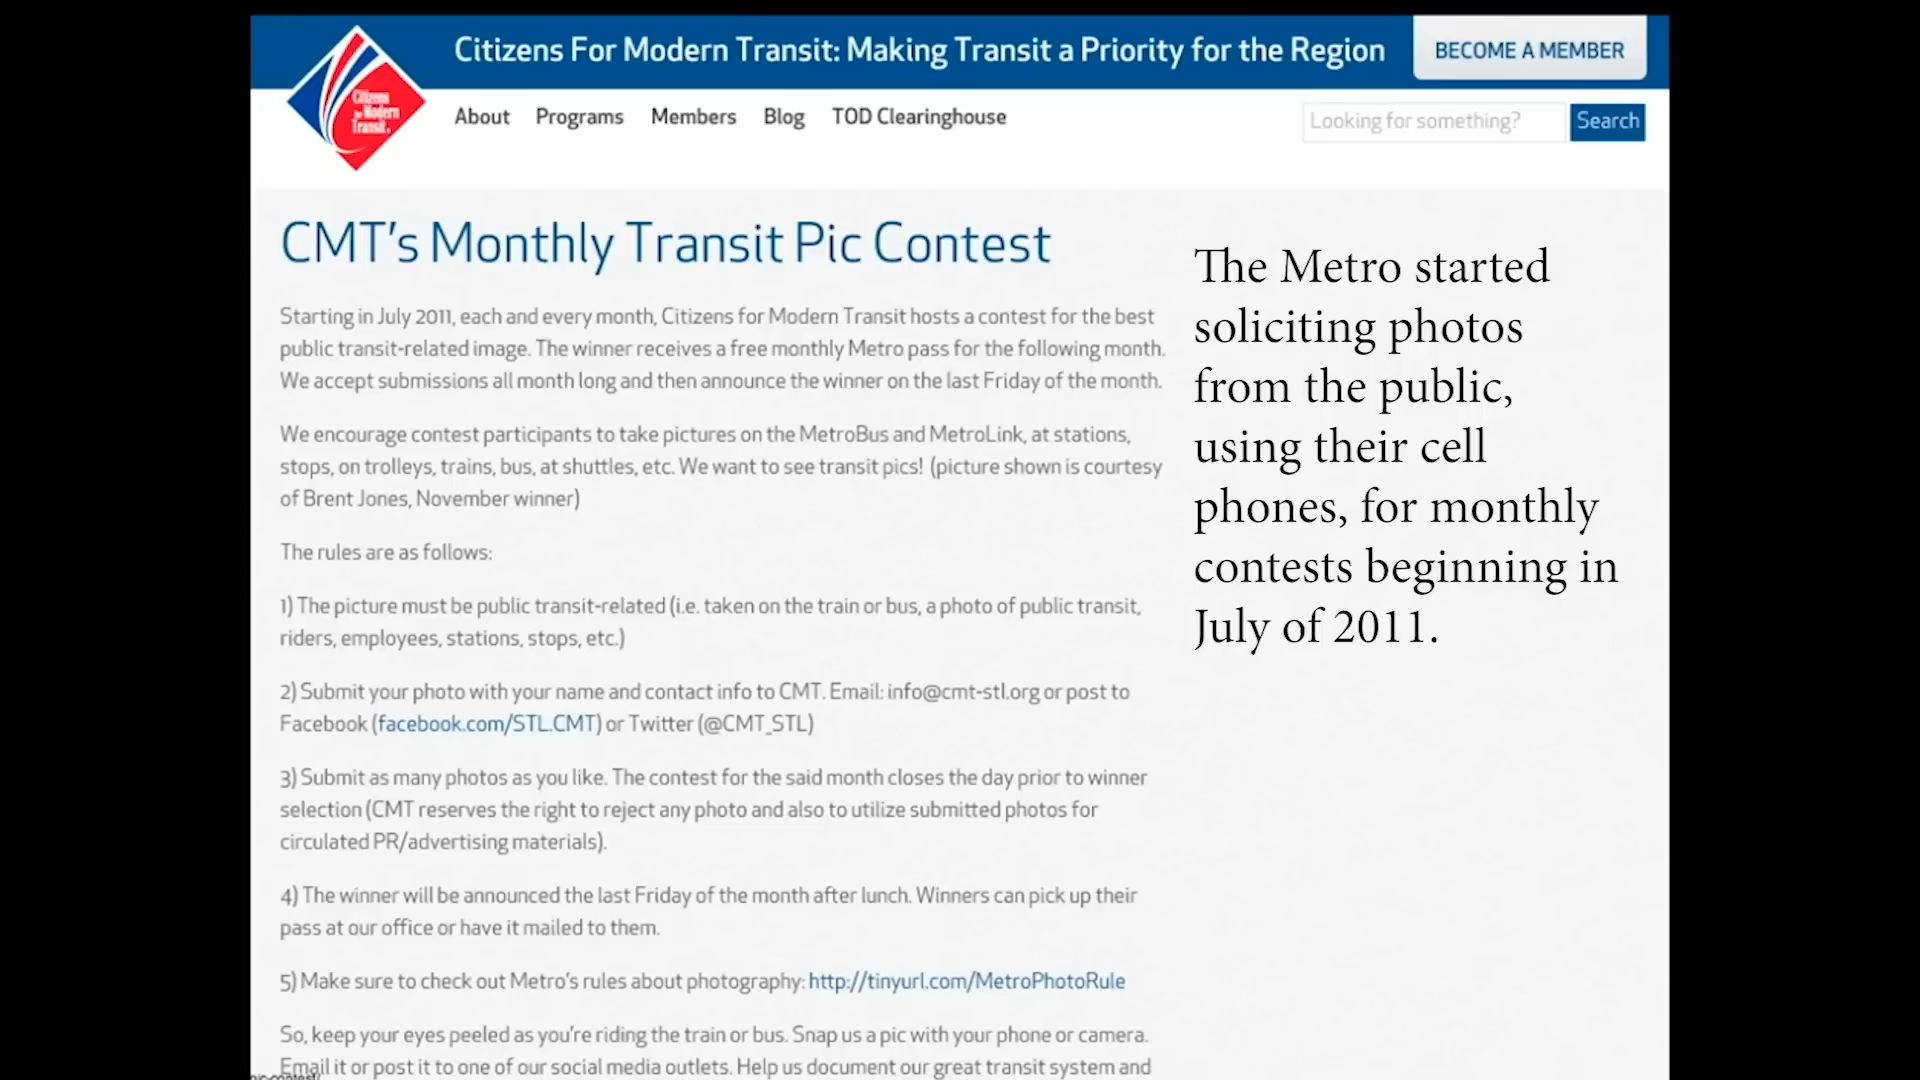 Citizens For Modern Transit: Making Transit a Priority for the Region
BECOME A MEMBER
Citizens
for Modern
Transit
About Programs Members Blog TOD Clearinghouse
Looking for something? Search
CMT's Monthly Transit Pic Contest
Starting in July 2011, each and every month, Citizens for Modern Transit hosts a contest for the best
public transit-related image. The winner receives a free monthly Metro pass for the following month.
We accept submissions all month long and then announce the winner on the last Friday of the month.
We encourage contest participants to take pictures on the MetroBus and MetroLink, at stations,
stops, on trolleys, trains, bus, at shuttles, etc. We want to see transit pics! (picture shown is courtesy
of Brent Jones, November winner)
The rules are as follows:
1) The picture must be public transit-related (i.e. taken on the train or bus, a photo of public transit,
riders, employees, stations, stops, etc.)
2) Submit your photo with your name and contact info to CMT. Email: info@cmt-stl.org or post to
Facebook (facebook.com/STL.CMT) or Twitter (@CMT_STL)
3) Submit as many photos as you like. The contest for the said month closes the day prior to winner
selection (CMT reserves the right to reject any photo and also to utilize submitted photos for
circulated PR/advertising materials).
4) The winner will be announced the last Friday of the month after lunch. Winners can pick up their
pass at our office or have it mailed to them.
5) Make sure to check out Metro's rules about photography: http://tinyurl.com/MetroPhotoRule
So, keep your eyes peeled as you're riding the train or bus. Snap us a pic with your phone or camera.
Email it or post it to one of our social media outlets. Help us document our great transit system and
The Metro started
soliciting photos
from the public,
using their cell
phones, for monthly
contests beginning in
July of 2011.